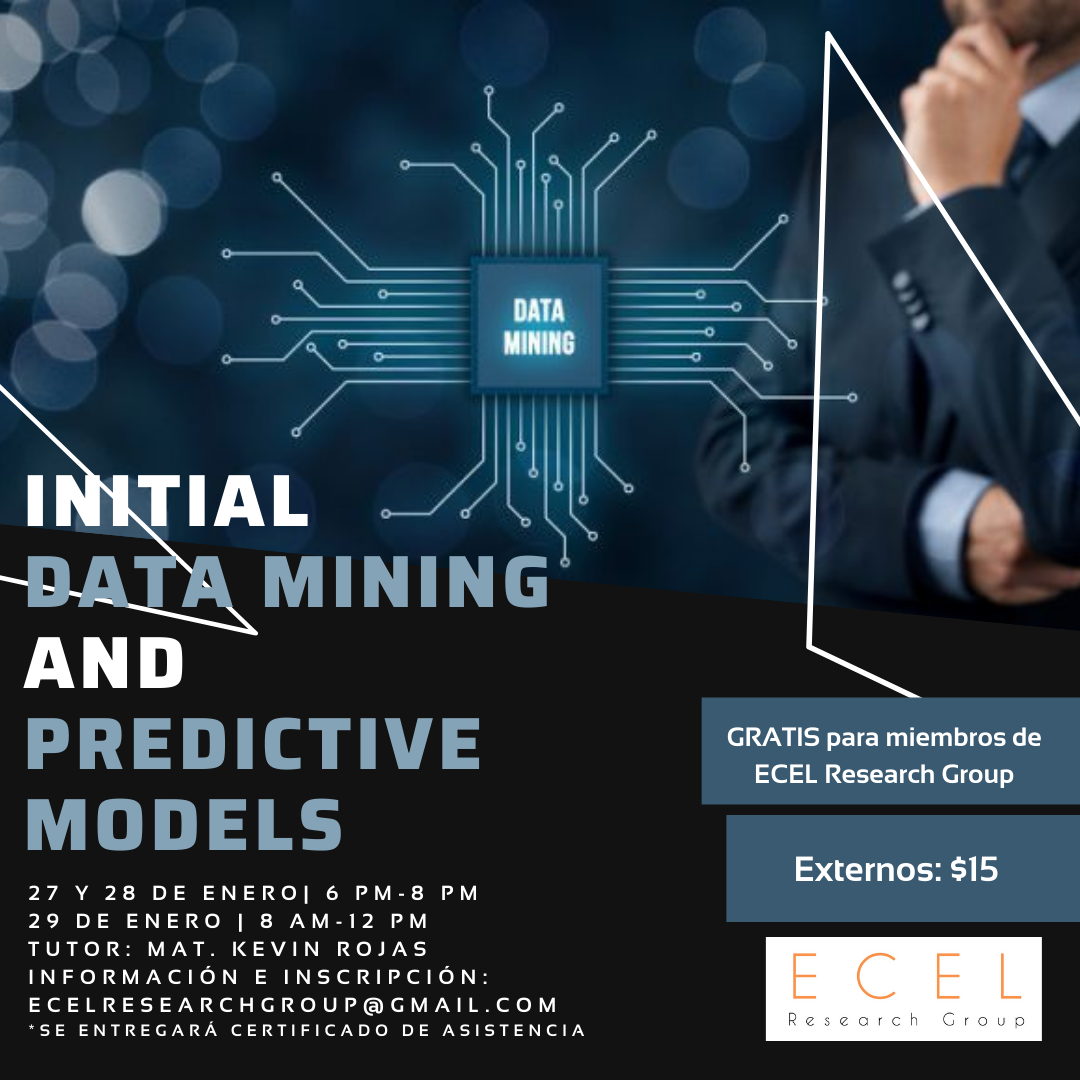 DATA
MINING
INITIAL
DATA MINING
AND
PREDICTIVE
MODELS
27 Y 28 DE ENERO| 6 PM-8 PM
29 DE ENERO | 8 AM-12 PM
TUTOR: MAT. KEVIN ROJAS
INFORMACIÓN E INSCRIPCIÓN:
ECELRESEARCHGROUP@GMAIL.COM
*SE ENTREGARÁ CERTIFICADO DE ASISTENCIA
GRATIS para miembros de
ECEL Research Group
Externos: $15
ECEL
Research Group